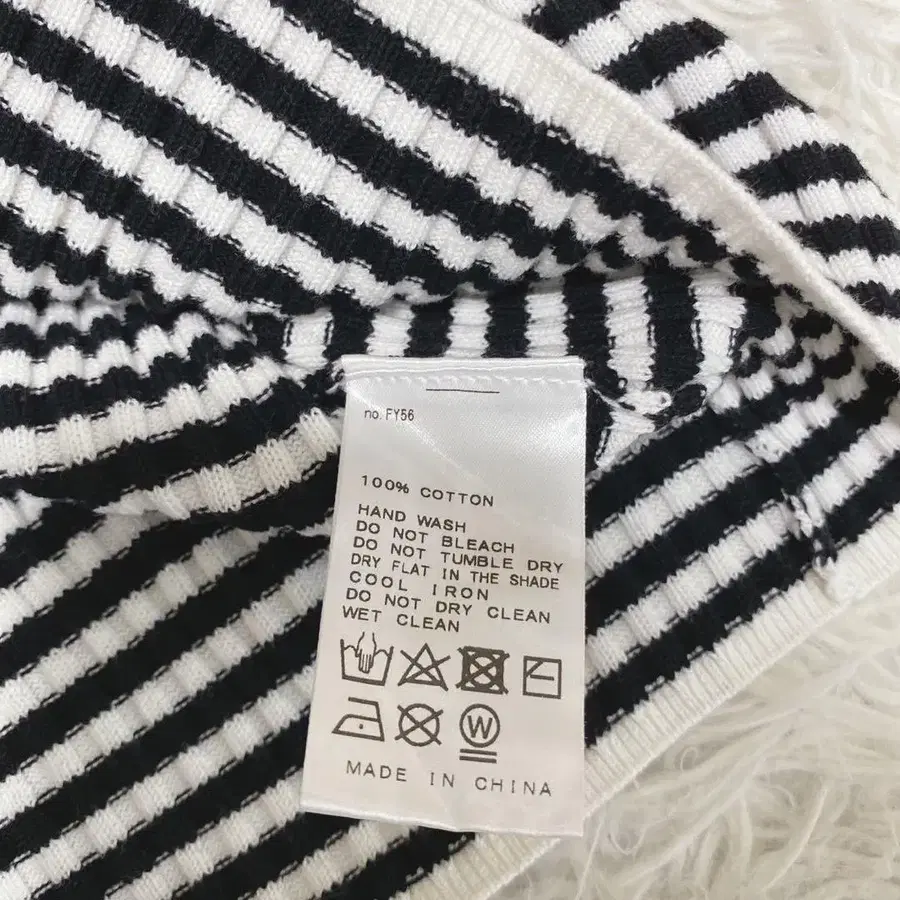 no. FY56
100% COTTON
HAND WASH
DO NOT BLEACH
DO NOT TUMBLE DRY
DRY FLAT IN THE SHADE
COOL IRON
DO NOT DRY CLEAN
WET CLEAN
W
MADE IN CHINA